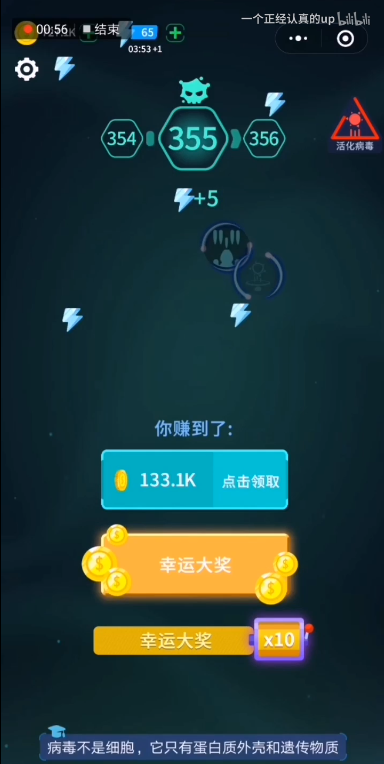 一个正经认真的up bilibili
00:56 结束
65
03:53 +1
354 355 356
活化病毒
+5
你赚到了:
133.1K 点击领取
幸运大奖
幸运大奖 x10
病毒不是细胞，它只有蛋白质外壳和遗传物质